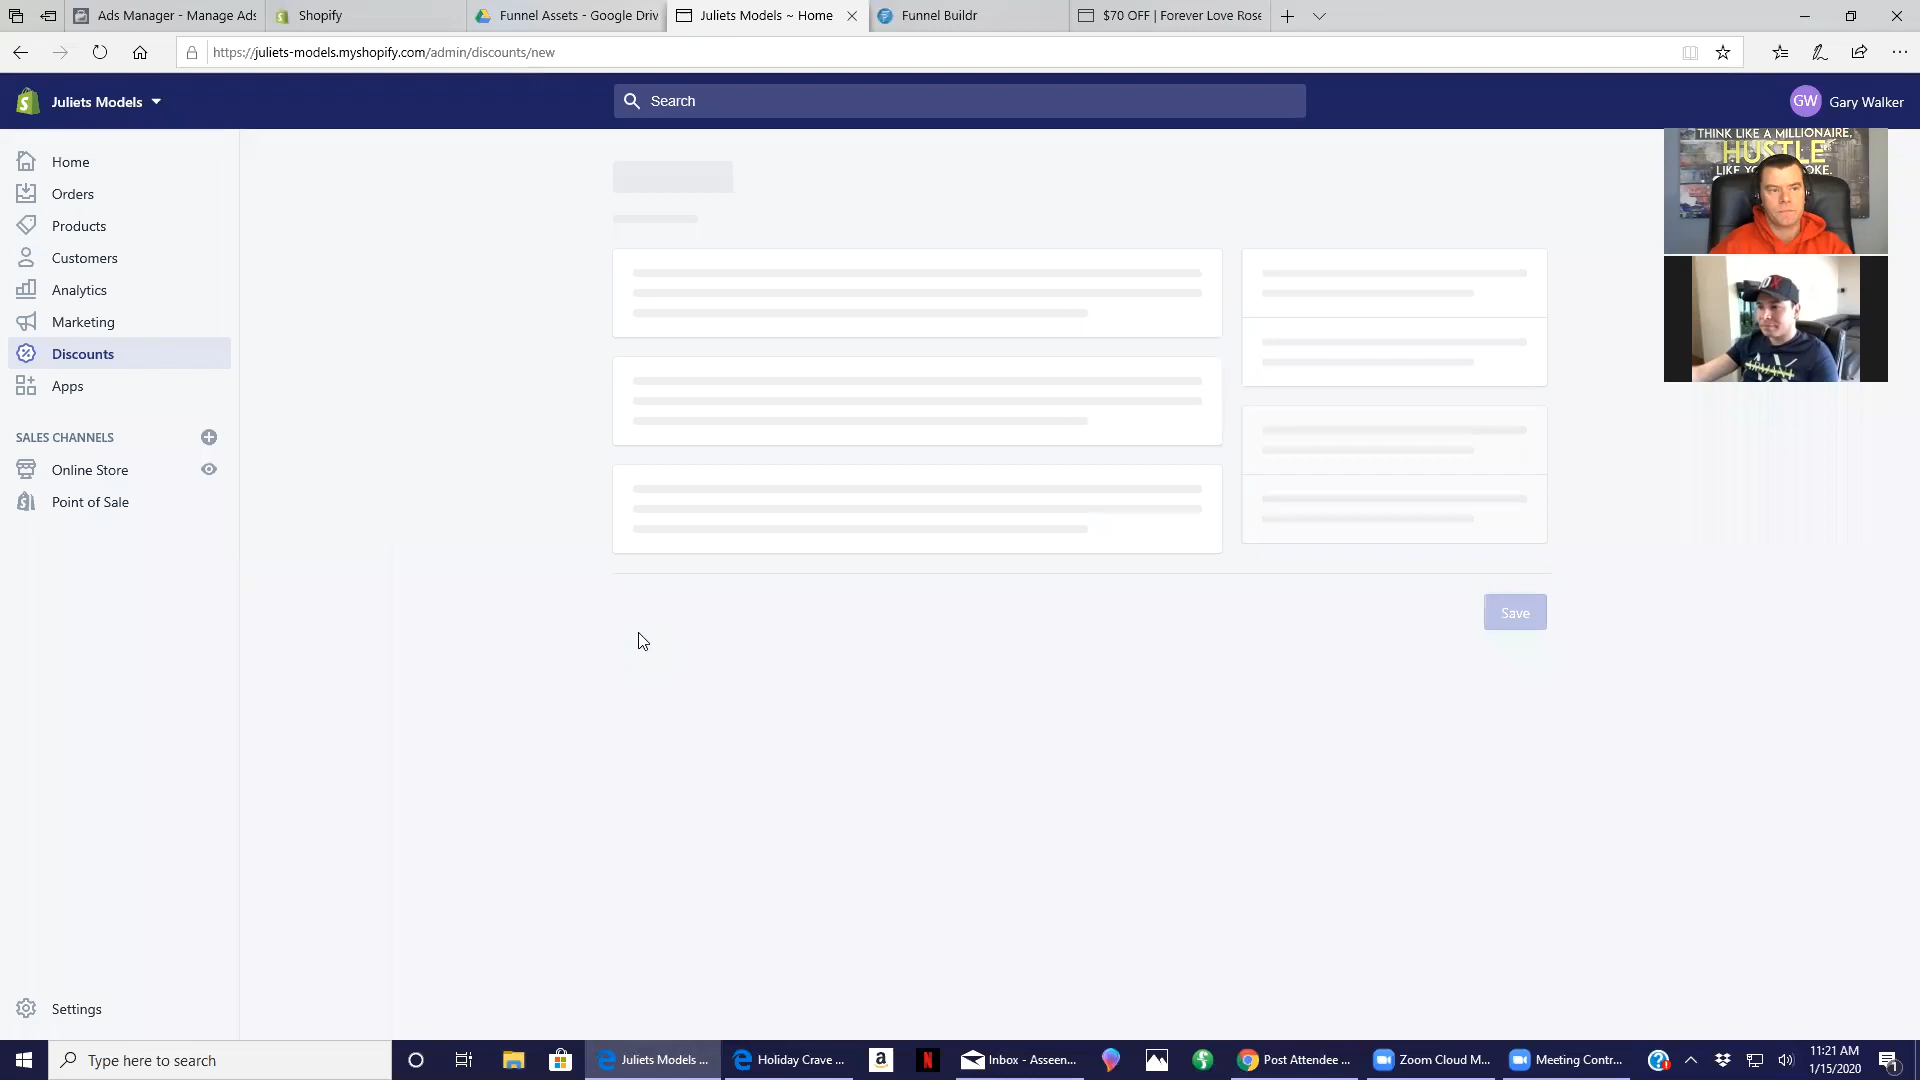 Ads Manager - Manage Ads
Shopify
Funnel Assets - Google Driv
Juliets Models ~ Home
Funnel Buildr
$70 OFF | Forever Love Rose
https://juliets-models.myshopify.com/admin/discounts/new
Juliets Models
Search
GW
Gary Walker
Home
Orders
Products
Customers
Analytics
Marketing
Discounts
Apps
SALES CHANNELS
Online Store
Point of Sale
Settings
THINK LIKE A MILLIONAIRE,
HUSTLE
Save
Type here to search
Juliets Models ...
Holiday Crave ...
Inbox - Asseen...
Post Attendee ...
Zoom Cloud M...
Meeting Contr...
11:21 AM
1/15/2020
1